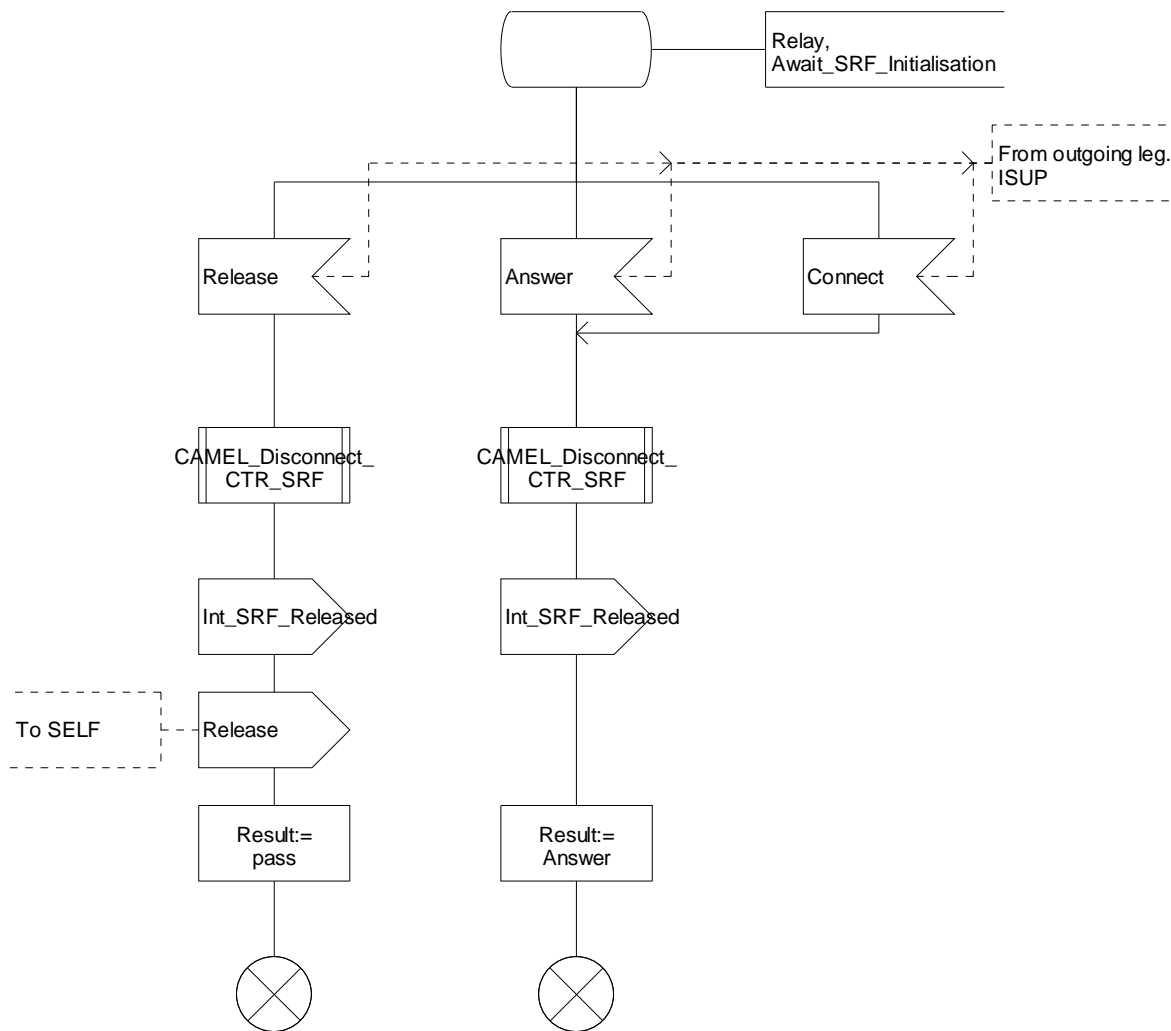 Relay,
Await_SRF_Initialisation
From outgoing leg.
ISUP
Release
Answer
Connect
CAMEL_Disconnect_
CTR_SRF
CAMEL_Disconnect_
CTR_SRF
Int_SRF_Released
Int_SRF_Released
To SELF
Release
Result:=
pass
Result:=
Answer